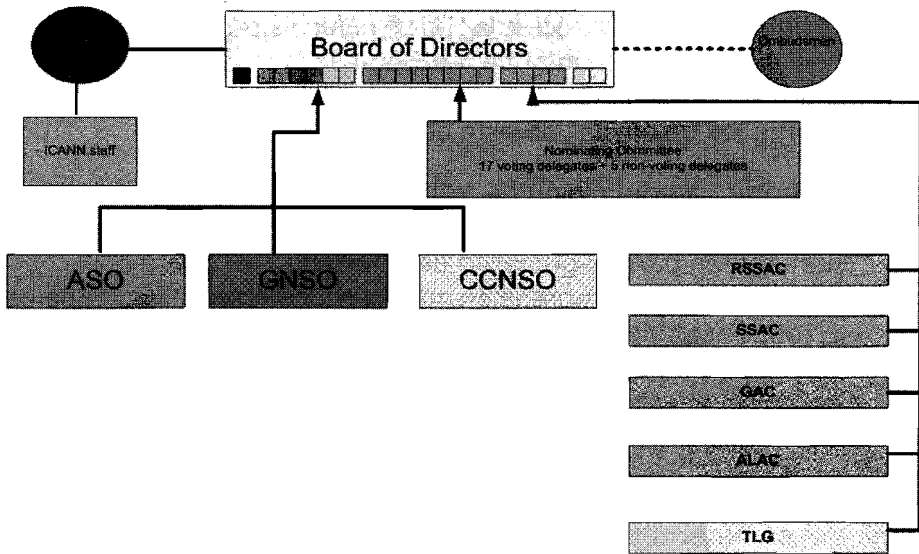 Board of Directors
Ombudsman
ICANN staff
Nominating Committee
17 voting delegates + 5 non-voting delegates
ASO
GNSO
CCNSO
RSSAC
SSAC
GAC
ALAC
TLG